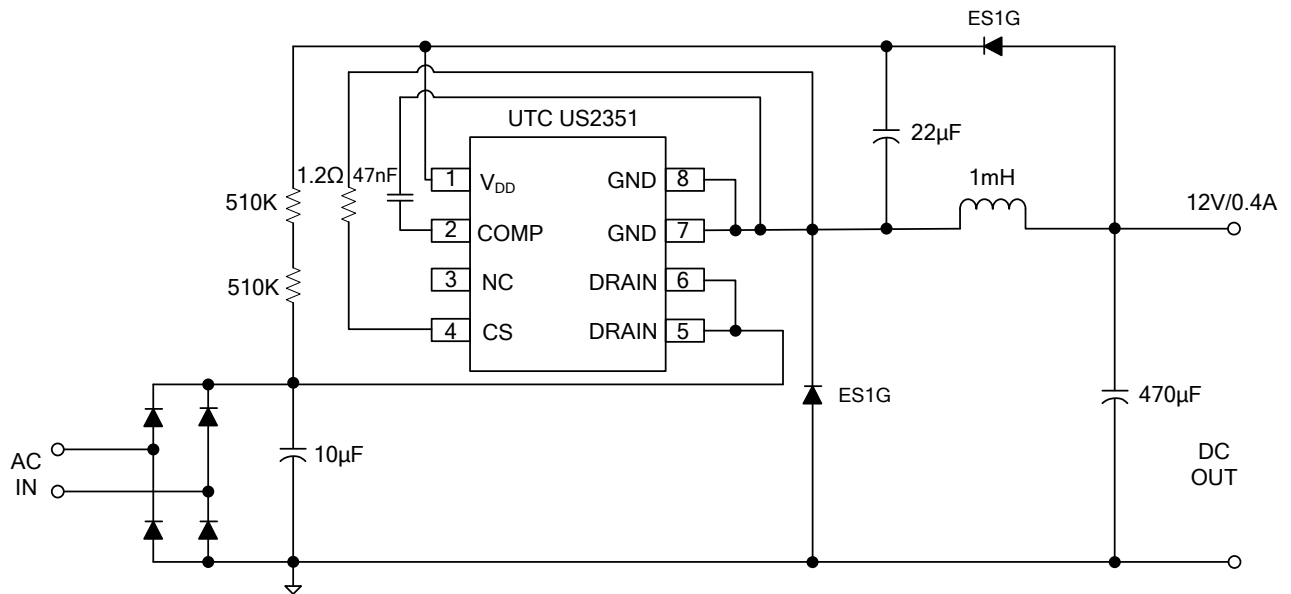 ES1G
UTC US2351
22µF
1.2Ω
47nF
1
V_DD
GND
8
1mH
510K
12V/0.4A
2
COMP
GND
7
510K
3
NC
DRAIN
6
4
CS
DRAIN
5
ES1G
470µF
10µF
AC
IN
DC
OUT